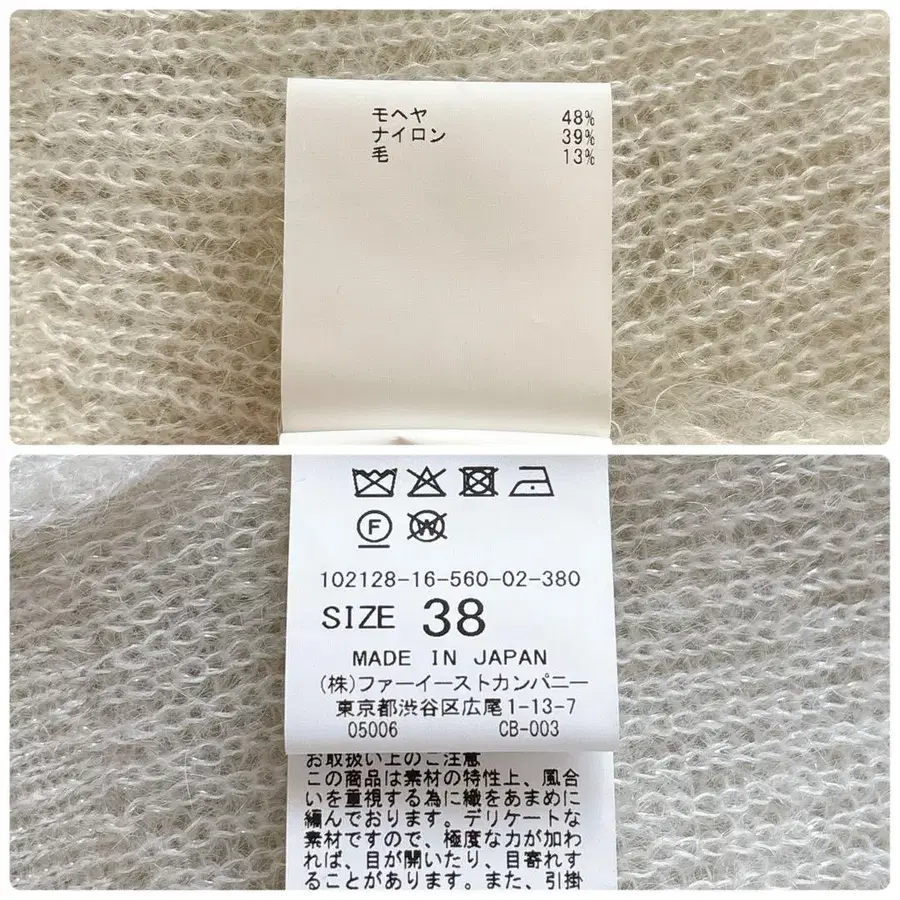 モヘヤ 48%
ナイロン 39%
毛 13%
F W
102128-16-560-02-380
SIZE 38
MADE IN JAPAN
(株)ファーイーストカンパニー
東京都渋谷区広尾1-13-7
05006 CB-003
お取扱い上のご注意
この商品は素材の特性上、風合
いを重視する為に織をあまめに
編んでおります。デリケートな
素材ですので、極度な力が加わ
れば、目が開いたり、目寄れす
ることがあります。また、引掛